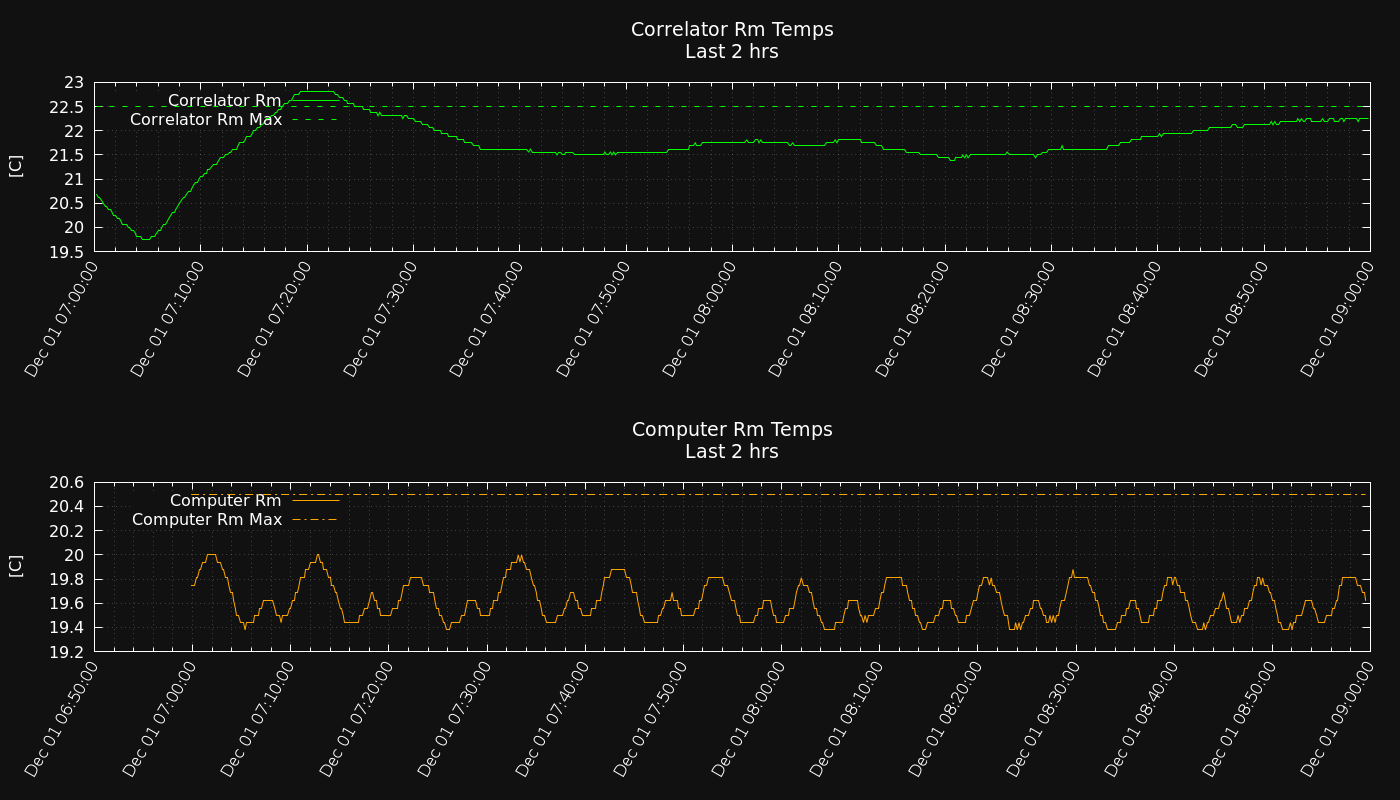 Correlator Rm Temps
Last 2 hrs
Correlator Rm
Correlator Rm Max
[C]
23
22.5
22
21.5
21
20.5
20
19.5
Dec 01 07:00:00
Dec 01 07:10:00
Dec 01 07:20:00
Dec 01 07:30:00
Dec 01 07:40:00
Dec 01 07:50:00
Dec 01 08:00:00
Dec 01 08:10:00
Dec 01 08:20:00
Dec 01 08:30:00
Dec 01 08:40:00
Dec 01 08:50:00
Dec 01 09:00:00
Computer Rm Temps
Last 2 hrs
Computer Rm
Computer Rm Max
[C]
20.6
20.4
20.2
20
19.8
19.6
19.4
19.2
Dec 01 06:50:00
Dec 01 07:00:00
Dec 01 07:10:00
Dec 01 07:20:00
Dec 01 07:30:00
Dec 01 07:40:00
Dec 01 07:50:00
Dec 01 08:00:00
Dec 01 08:10:00
Dec 01 08:20:00
Dec 01 08:30:00
Dec 01 08:40:00
Dec 01 08:50:00
Dec 01 09:00:00